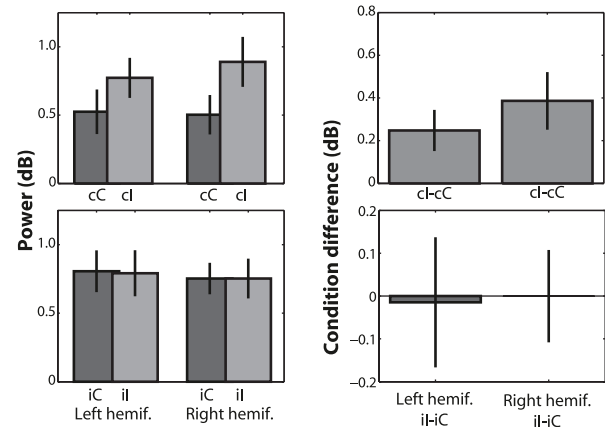 Power (dB)
1.0
0.5
0
cC cI cC cI
1.0
0.5
0
iC iI iC iI
Left hemif. Right hemif.
Condition difference (dB)
0.8
0.6
0.4
0.2
0
cI-cC cI-cC
0.2
0.1
0
−0.1
−0.2
Left hemif. Right hemif.
iI-iC iI-iC